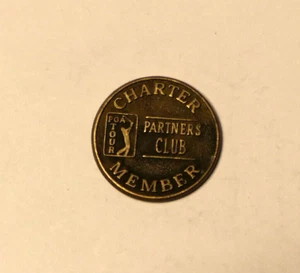 CHARTER
PGA
TOUR
PARTNERS
CLUB
MEMBER